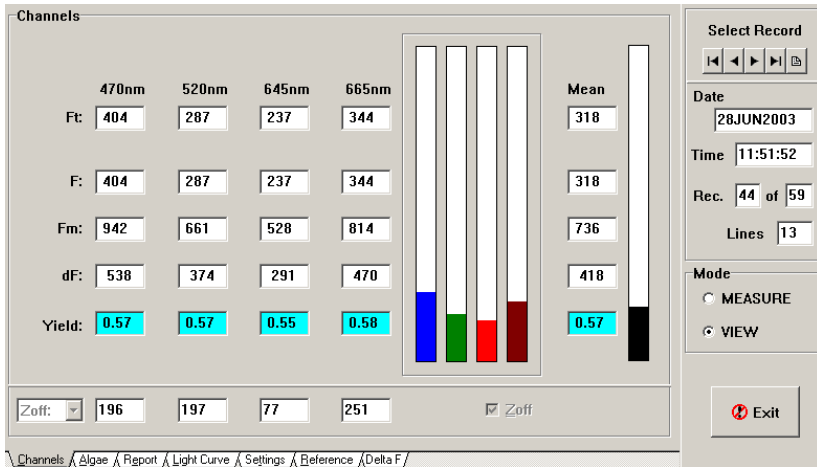 Channels
470nm 520nm 645nm 665nm Mean
Ft: 404 287 237 344 318
F: 404 287 237 344 318
Fm: 942 661 528 814 736
dF: 538 374 291 470 418
Yield: 0.57 0.57 0.55 0.58 0.57
Zoff: 196 197 77 251 Zoff
Channels Algae Report Light Curve Settings Reference Delta F
Select Record
Date
28JUN2003
Time 11:51:52
Rec. 44 of 59
Lines 13
Mode
MEASURE
VIEW
Exit